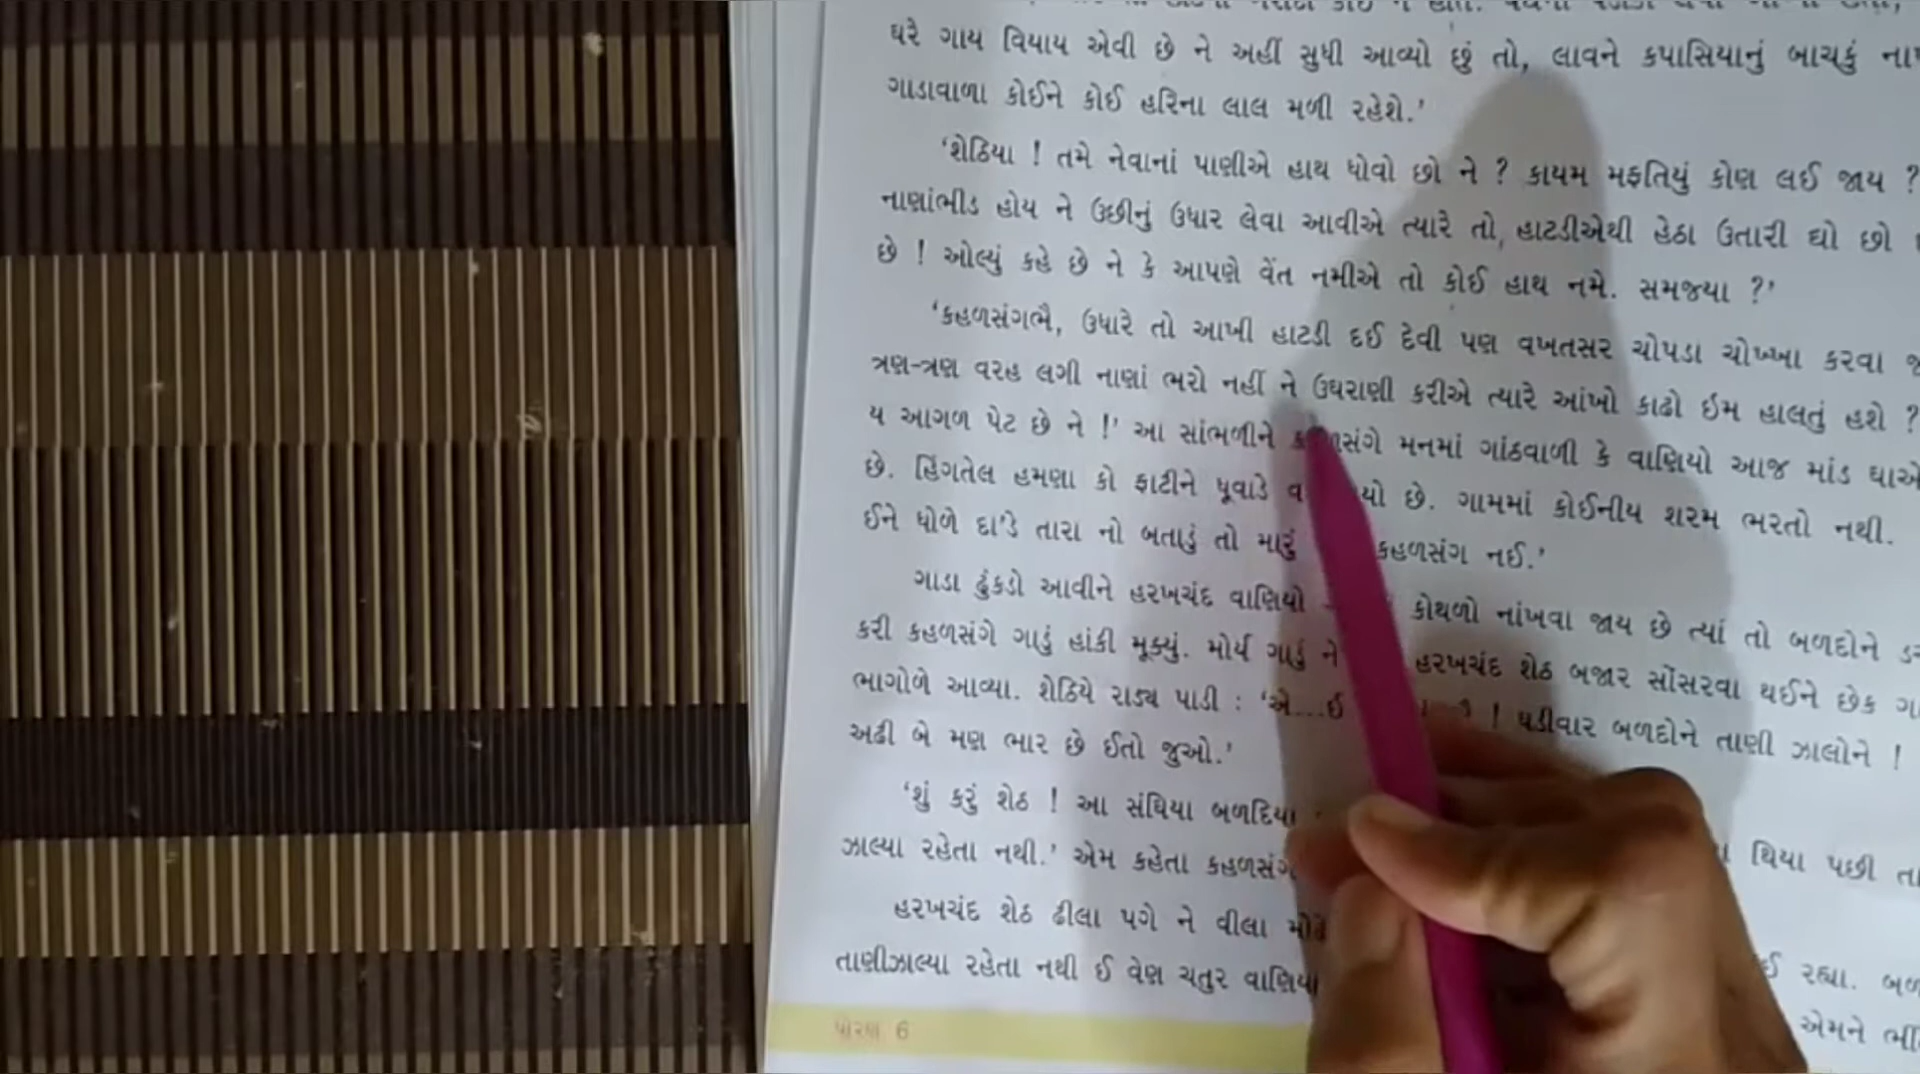 ઘરે ગાય વિયાય એવી છે ને અહીં સુધી આવ્યો છું તો, લાવને કપાસિયાનું બાચકું
ગાડાવાળા કોઈને કોઈ હરિના લાલ મળી રહેશે.'
'શેઠિયા ! તમે નેવાનાં પાણીએ હાથ ધોવો છો ને ? કાયમ મફતિયું કોણ લઈ જાય ?
નાણાંભીડ હોય ને ઉછીનું ઉધાર લેવા આવીએ ત્યારે તો, હાટડીએથી હેઠા ઉતારી દ્યો છો
છે ! ઓલ્યું કહે છે ને કે આપણે વેંત નમીએ તો કોઈ હાથ નમે. સમજ્યા ?'
'કહળસંગભૈ, ઉધારે તો આખી હાટડી દઈ દેવી પણ વખતસર ચોપડા ચોખ્ખા કરવા
ત્રણ-ત્રણ વરહ લગી નાણાં ભરો નહીં ને ઉઘરાણી કરીએ ત્યારે આંખો કાઢો ઇમ હાલતું હશે ?
ય આગળ પેટ છે ને !' આ સાંભળીને મનમાં ગાંઠવાળી કે વાણિયો આજ માંડ ઘાએ
છે. હિંગતેલ હમણા કો ફાટીને ધૂવાડે છે. ગામમાં કોઈનીય શરમ ભરતો નથી.
ઈને ધોળે દા'ડે તારા નો બતાડું તો મારું કહળસંગ નઈ.'
ગાડા ઢુંકડો આવીને હરખચંદ વાણિયો કોથળો નાંખવા જાય છે ત્યાં તો બળદોને
કરી કહળસંગે ગાડું હાંકી મૂક્યું. મોર્ય ગાડું ને હરખચંદ શેઠ બજાર સોંસરવા થઈને છેક
ભાગોળે આવ્યા. શેઠિયે રાડ્ય પાડી : 'એ...ઈ ! ઘડીવાર બળદોને તાણી ઝાલોને !
અઢી બે મણ ભાર છે ઈતો જુઓ.'
'શું કરું શેઠ ! આ સંધિયા બળદિયા થિયા પછી
ઝાલ્યા રહેતા નથી.' એમ કહેતા
હરખચંદ શેઠ ઢીલા પગે ને વીલા રહ્યા.
તાણીઝાલ્યા રહેતા નથી ઈ વેણ ચતુર એમને
ધોરણ 6